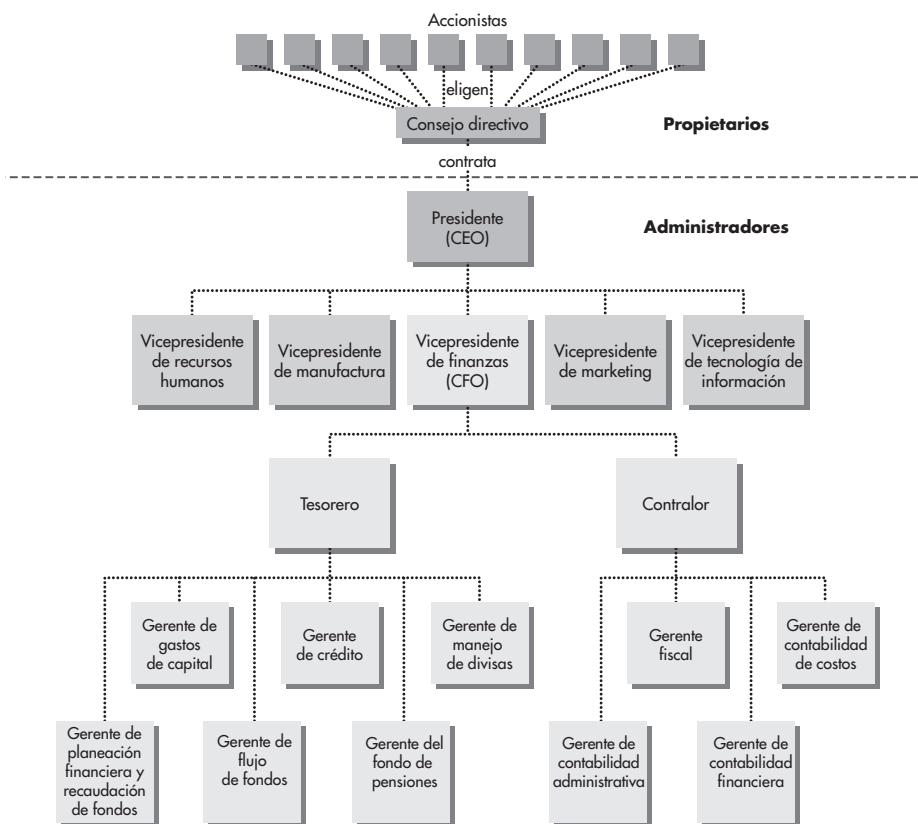 Accionistas
eligen
Consejo directivo
Propietarios
contrata
Presidente
(CEO)
Administradores
Vicepresidente
de recursos
humanos
Vicepresidente
de manufactura
Vicepresidente
de finanzas
(CFO)
Vicepresidente
de marketing
Vicepresidente
de tecnología de
información
Tesorero
Contralor
Gerente de
gastos
de capital
Gerente
de crédito
Gerente de
manejo
de divisas
Gerente
fiscal
Gerente de
contabilidad
de costos
Gerente de
planeación
financiera y
recaudación
de fondos
Gerente de
flujo
de fondos
Gerente del
fondo de
pensiones
Gerente de
contabilidad
administrativa
Gerente de
contabilidad
financiera